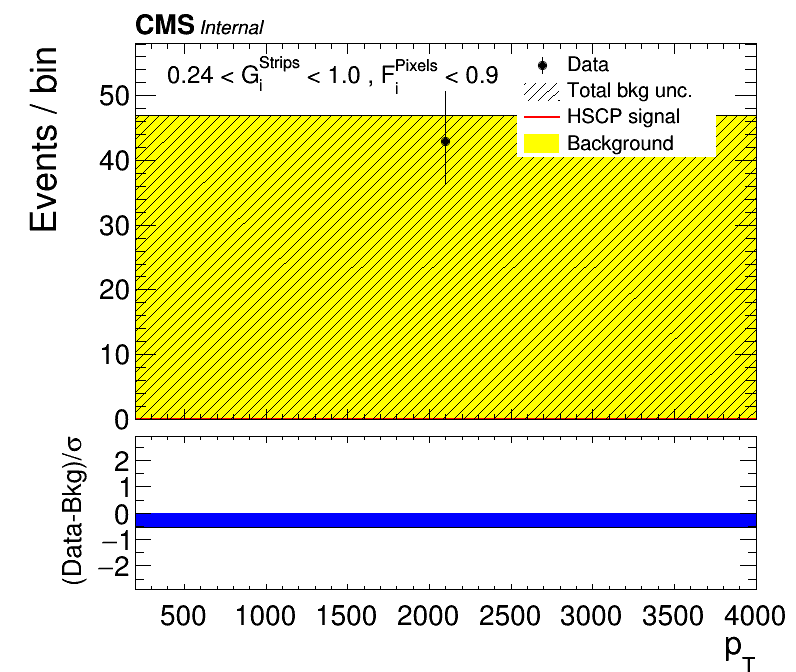 CMS Internal
Events / bin
0.24 < G_i^Strips < 1.0 , F_i^Pixels < 0.9
Data
Total bkg unc.
HSCP signal
Background
50
40
30
20
10
0
(Data-Bkg)/σ
2
1
0
−1
−2
500 1000 1500 2000 2500 3000 3500 4000
p_T